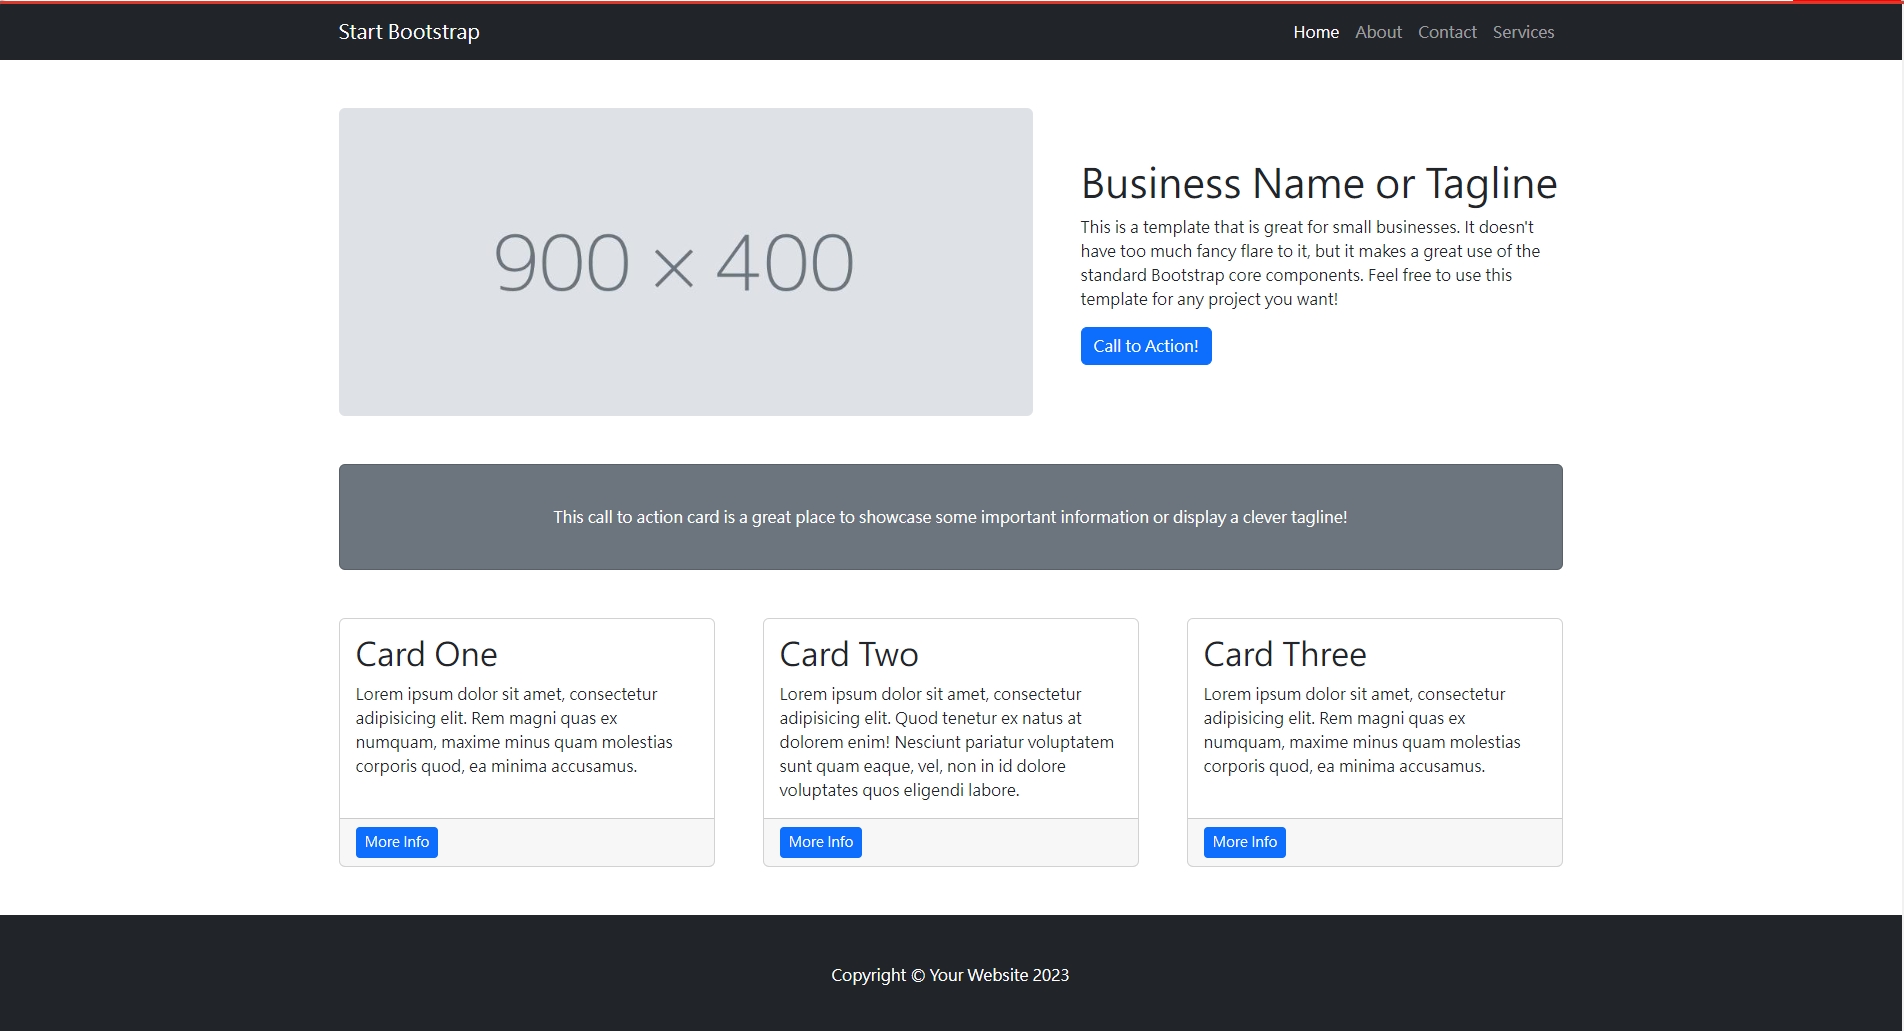 Start Bootstrap
Home About Contact Services
900 × 400
Business Name or Tagline
This is a template that is great for small businesses. It doesn't
have too much fancy flare to it, but it makes a great use of the
standard Bootstrap core components. Feel free to use this
template for any project you want!
Call to Action!
This call to action card is a great place to showcase some important information or display a clever tagline!
Card One
Lorem ipsum dolor sit amet, consectetur
adipisicing elit. Rem magni quas ex
numquam, maxime minus quam molestias
corporis quod, ea minima accusamus.
More Info
Card Two
Lorem ipsum dolor sit amet, consectetur
adipisicing elit. Quod tenetur ex natus at
dolorem enim! Nesciunt pariatur voluptatem
sunt quam eaque, vel, non in id dolore
voluptates quos eligendi labore.
More Info
Card Three
Lorem ipsum dolor sit amet, consectetur
adipisicing elit. Rem magni quas ex
numquam, maxime minus quam molestias
corporis quod, ea minima accusamus.
More Info
Copyright © Your Website 2023